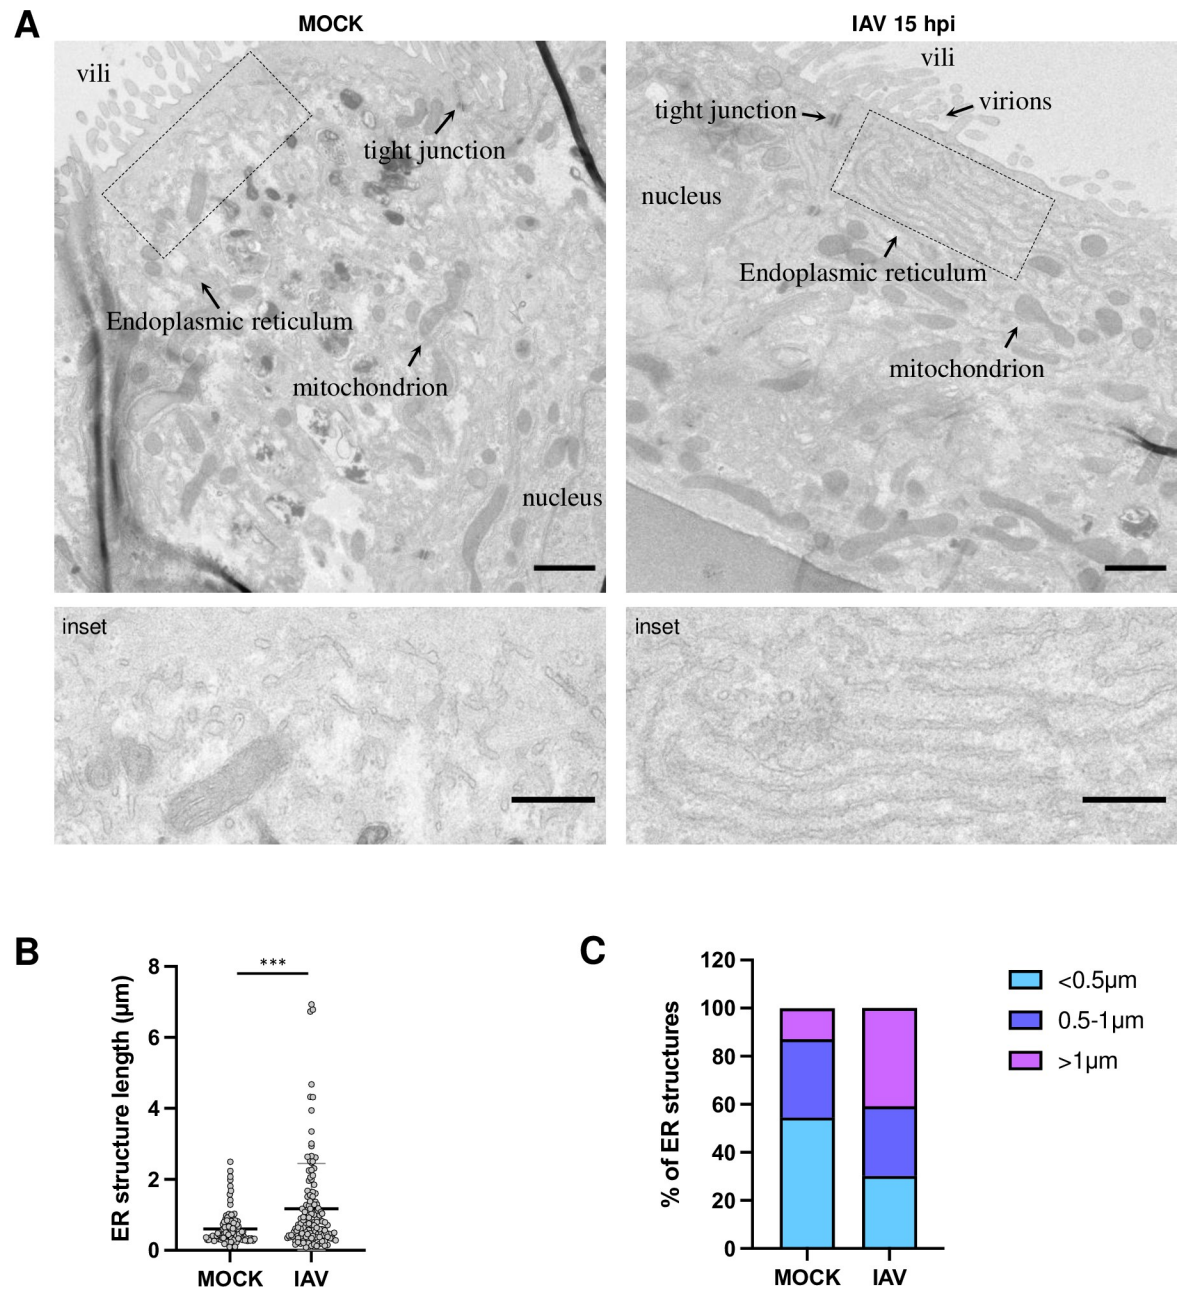 A
MOCK
IAV 15 hpi
vili
tight junction
Endoplasmic reticulum
mitochondrion
nucleus
vili
tight junction
virions
nucleus
Endoplasmic reticulum
mitochondrion
inset
inset
B
ER structure length (µm)
8
6
4
2
0
***
MOCK
IAV
C
% of ER structures
120
100
80
60
40
20
0
MOCK
IAV
<0.5µm
0.5-1µm
>1µm